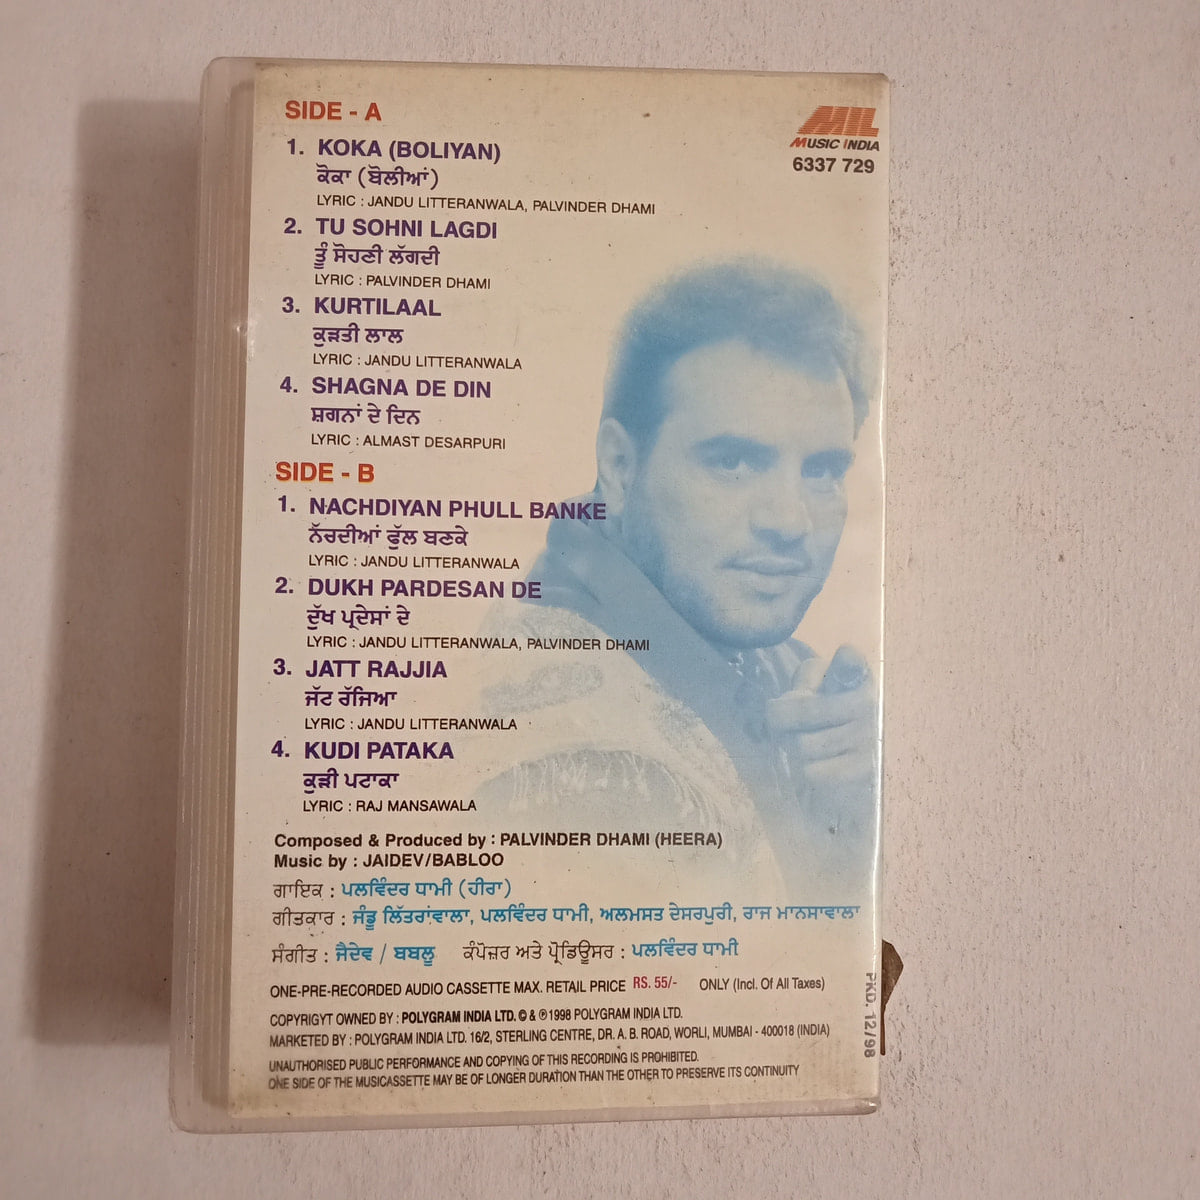 SIDE - A
MIL
MUSIC INDIA
6337 729
1. KOKA (BOLIYAN)
ਕੋਕਾ (ਬੋਲੀਆਂ)
LYRIC : JANDU LITTERANWALA, PALVINDER DHAMI
2. TU SOHNI LAGDI
ਤੂੰ ਸੋਹਣੀ ਲੱਗਦੀ
LYRIC : PALVINDER DHAMI
3. KURTILAAL
ਕੁੜਤੀ ਲਾਲ
LYRIC : JANDU LITTERANWALA
4. SHAGNA DE DIN
ਸ਼ਗਨਾਂ ਦੇ ਦਿਨ
LYRIC : ALMAST DESARPURI
SIDE - B
1. NACHDIYAN PHULL BANKE
ਨੱਚਦੀਆਂ ਫੁੱਲ ਬਣਕੇ
LYRIC : JANDU LITTERANWALA
2. DUKH PARDESAN DE
ਦੁੱਖ ਪ੍ਰਦੇਸਾਂ ਦੇ
LYRIC : JANDU LITTERANWALA, PALVINDER DHAMI
3. JATT RAJJIA
ਜੱਟ ਰੱਜਿਆ
LYRIC : JANDU LITTERANWALA
4. KUDI PATAKA
ਕੁੜੀ ਪਟਾਕਾ
LYRIC : RAJ MANSAWALA
Composed & Produced by : PALVINDER DHAMI (HEERA)
Music by : JAIDEV/BABLOO
ਗਾਇਕ : ਪਲਵਿੰਦਰ ਧਾਮੀ (ਹੀਰਾ)
ਗੀਤਕਾਰ : ਜੰਡੂ ਲਿੱਤਰਾਂਵਾਲਾ, ਪਲਵਿੰਦਰ ਧਾਮੀ, ਅਲਮਸਤ ਦੇਸਰਪੁਰੀ, ਰਾਜ ਮਾਨਸਾਵਾਲਾ
ਸੰਗੀਤ : ਜੈਦੇਵ / ਬਬਲੂ ਕੰਪੋਜ਼ਰ ਅਤੇ ਪ੍ਰੋਡਿਊਸਰ : ਪਲਵਿੰਦਰ ਧਾਮੀ
ONE-PRE-RECORDED AUDIO CASSETTE MAX. RETAIL PRICE RS. 55/- ONLY (Incl. Of All Taxes)
COPYRIGYT OWNED BY : POLYGRAM INDIA LTD. © & ℗ 1998 POLYGRAM INDIA LTD.
MARKETED BY : POLYGRAM INDIA LTD. 16/2, STERLING CENTRE, DR. A. B. ROAD, WORLI, MUMBAI - 400018 (INDIA)
UNAUTHORISED PUBLIC PERFORMANCE AND COPYING OF THIS RECORDING IS PROHIBITED.
ONE SIDE OF THE MUSICASSETTE MAY BE OF LONGER DURATION THAN THE OTHER TO PRESERVE ITS CONTINUITY
PKD. 12/98